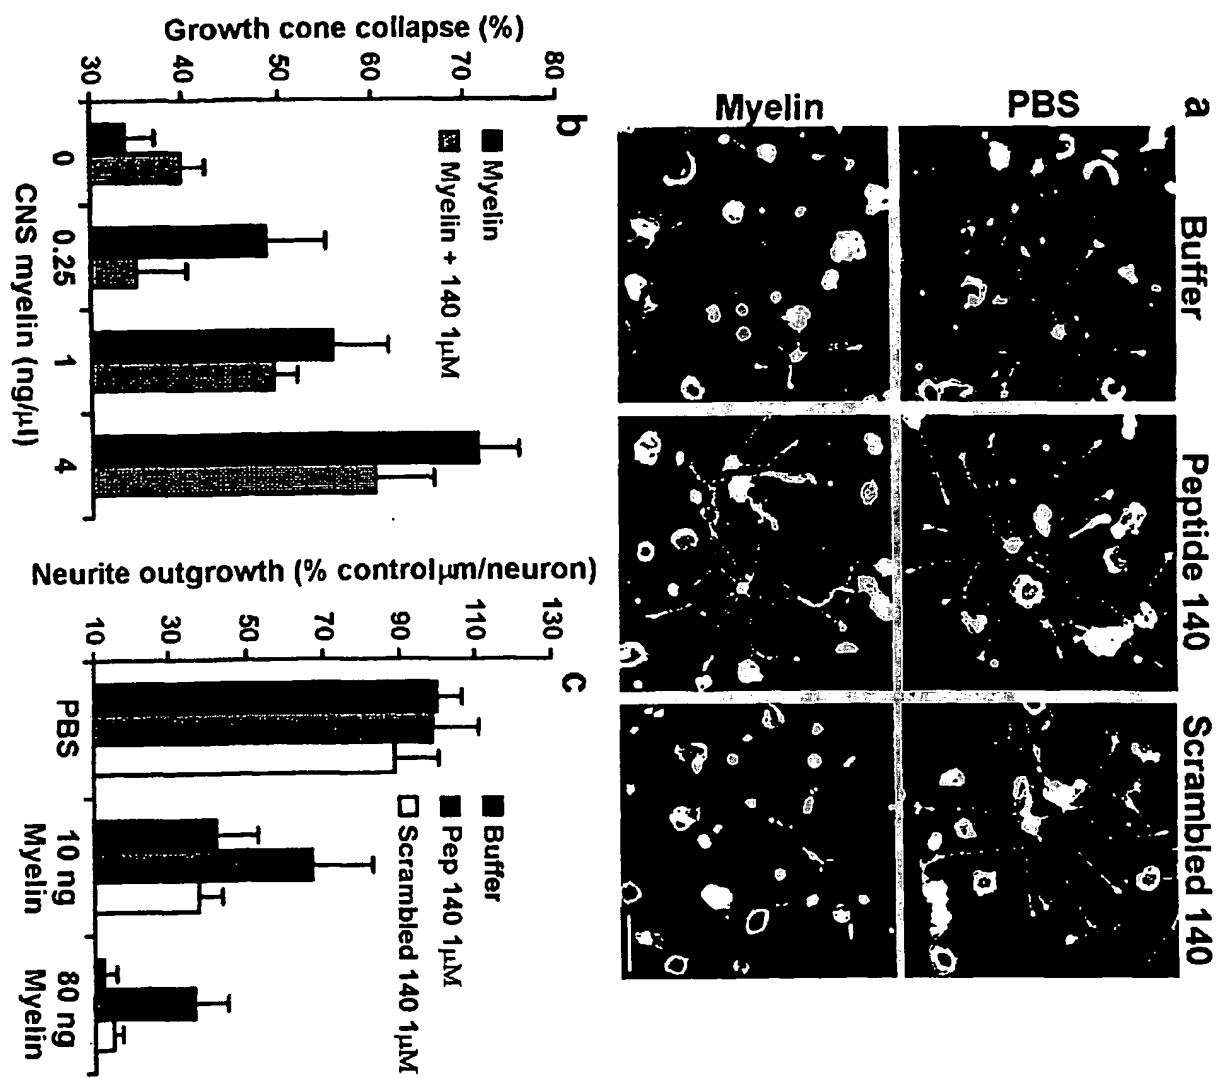 a
Buffer
Peptide 140
Scrambled 140
PBS
Myelin
b
Growth cone collapse (%)
80
70
60
50
40
30
Myelin
Myelin + 140 1µM
0
0.25
1
4
CNS myelin (ng/µl)
c
Neurite outgrowth (% controlµm/neuron)
130
110
90
70
50
30
10
Buffer
Pep 140 1µM
Scrambled 140 1µM
PBS
10 ng
Myelin
80 ng
Myelin